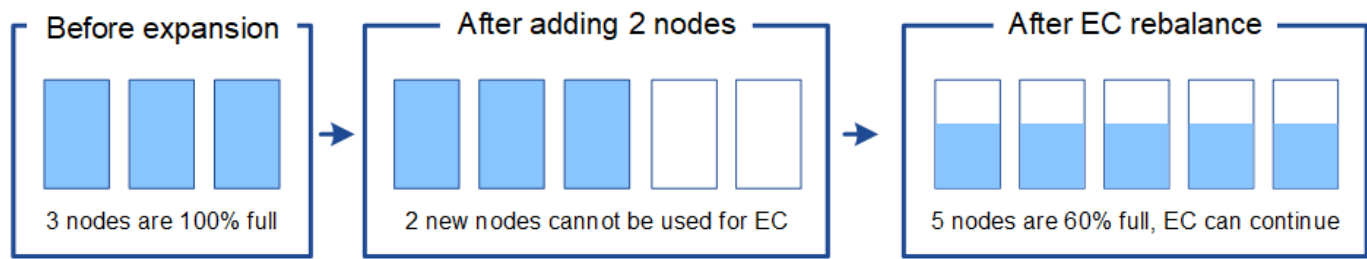 Before expansion
3 nodes are 100% full
After adding 2 nodes
2 new nodes cannot be used for EC
After EC rebalance
5 nodes are 60% full, EC can continue